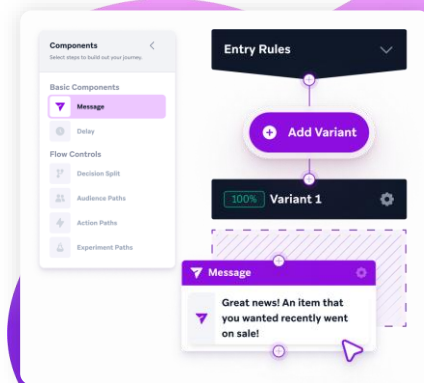 Components
Select steps to build out your journey.
Basic Components
Message
Delay
Flow Controls
Decision Split
Audience Paths
Action Paths
Experiment Paths
Entry Rules
Add Variant
100% Variant 1
Message
Great news! An item that
you wanted recently went
on sale!